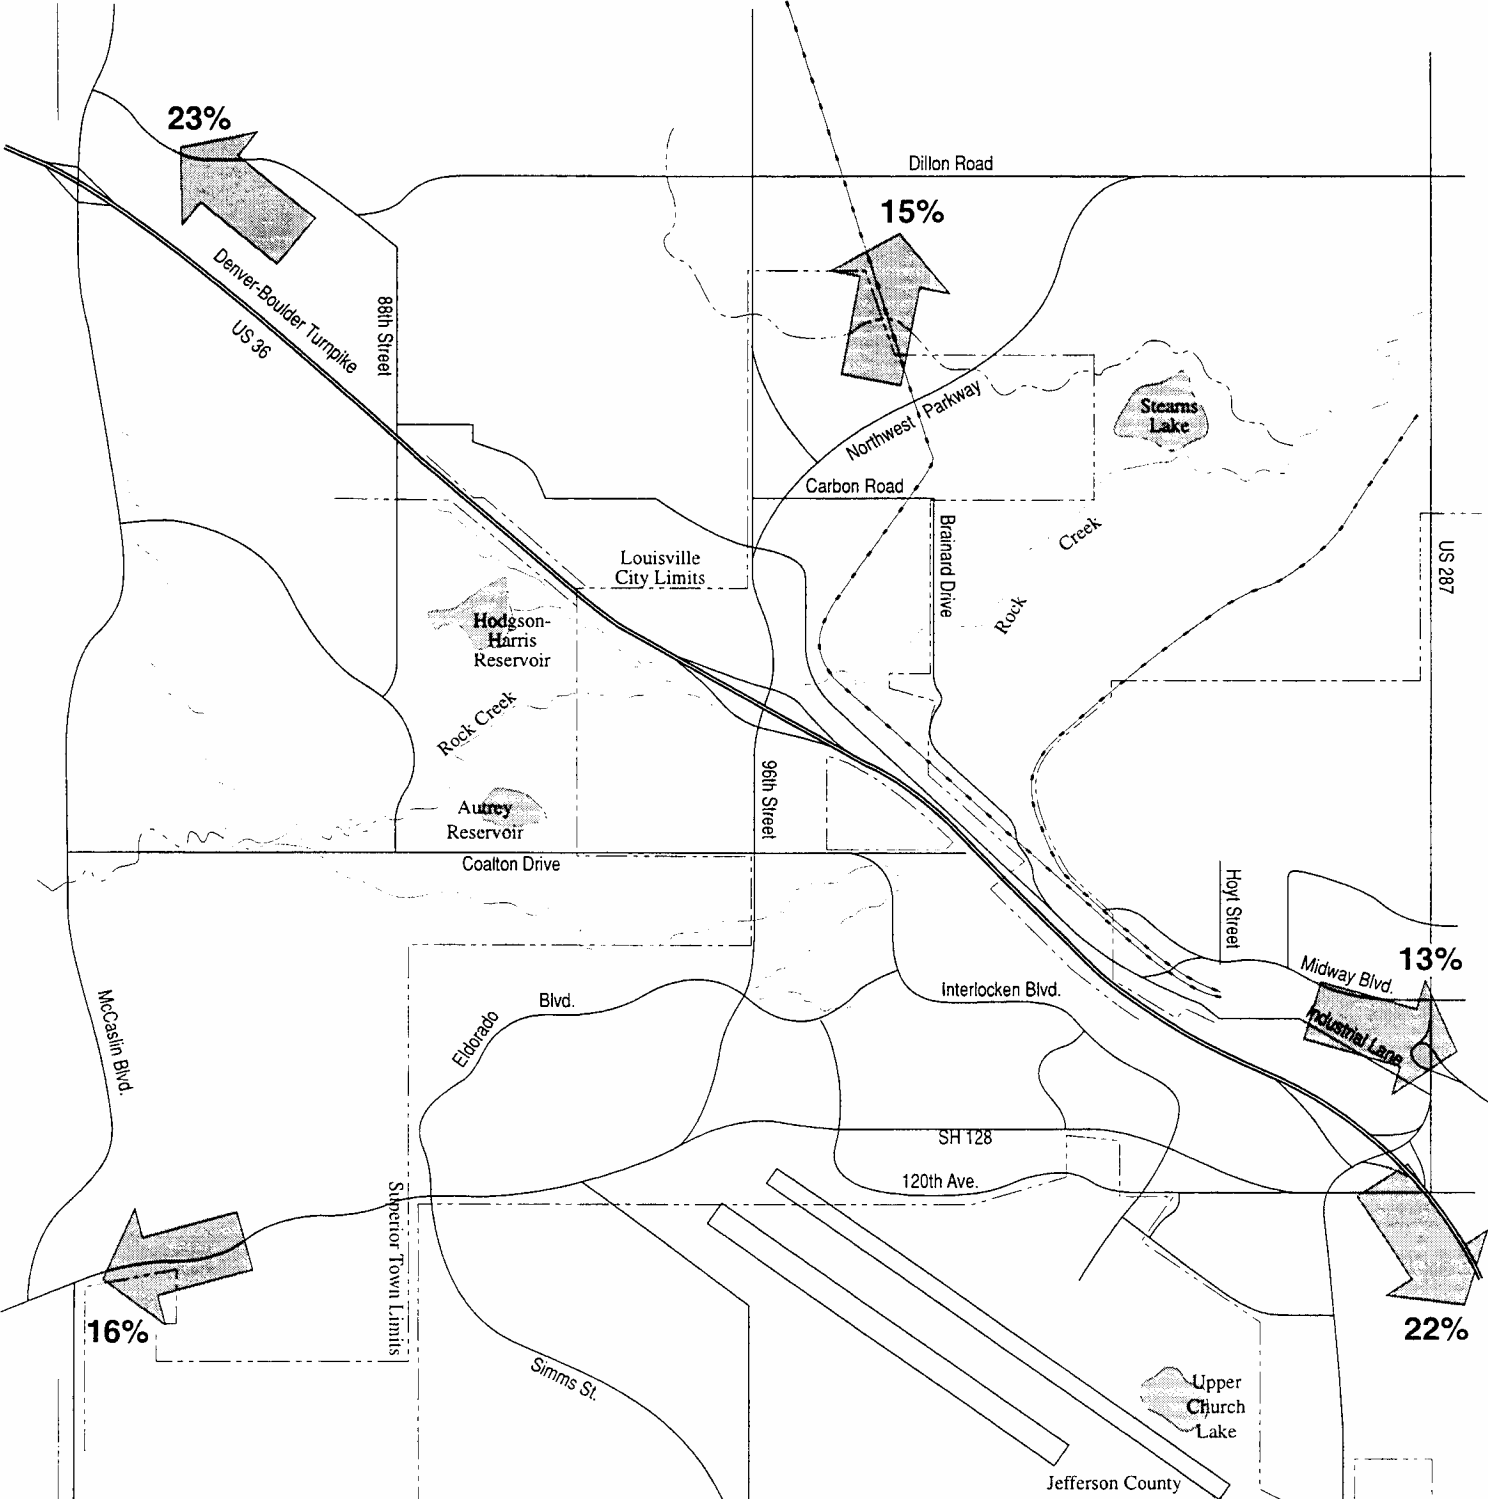 23%
Dillon Road
15%
Denver-Boulder Turnpike
US 36
88th Street
Stearns
Lake
Northwest Parkway
Carbon Road
Brainard Drive
Creek
Rock
US 287
Louisville
City Limits
Hodgson-
Harris
Reservoir
Rock Creek
96th Street
Autrey
Reservoir
Coalton Drive
Hoyt Street
13%
Midway Blvd.
Industrial Lane
McCaslin Blvd.
Eldorado Blvd.
Interlocken Blvd.
SH 128
120th Ave.
Superior Town Limits
16%
22%
Simms St.
Upper
Church
Lake
Jefferson County